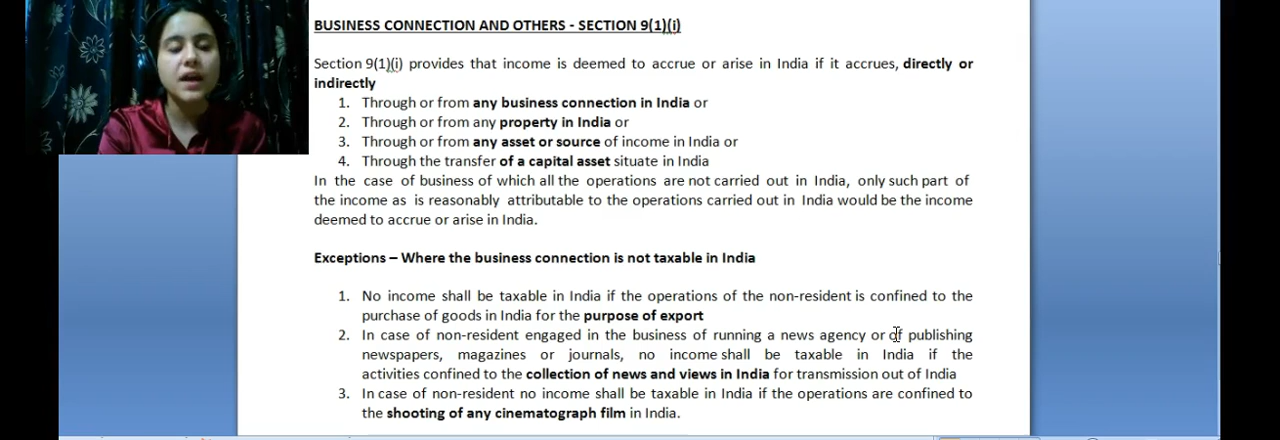 BUSINESS CONNECTION AND OTHERS - SECTION 9(1)(i)
Section 9(1)(i) provides that income is deemed to accrue or arise in India if it accrues, directly or
indirectly
1. Through or from any business connection in India or
2. Through or from any property in India or
3. Through or from any asset or source of income in India or
4. Through the transfer of a capital asset situate in India
In the case of business of which all the operations are not carried out in India, only such part of
the income as is reasonably attributable to the operations carried out in India would be the income
deemed to accrue or arise in India.
Exceptions – Where the business connection is not taxable in India
1. No income shall be taxable in India if the operations of the non-resident is confined to the
purchase of goods in India for the purpose of export
2. In case of non-resident engaged in the business of running a news agency or of publishing
newspapers, magazines or journals, no income shall be taxable in India if the
activities confined to the collection of news and views in India for transmission out of India
3. In case of non-resident no income shall be taxable in India if the operations are confined to
the shooting of any cinematograph film in India.